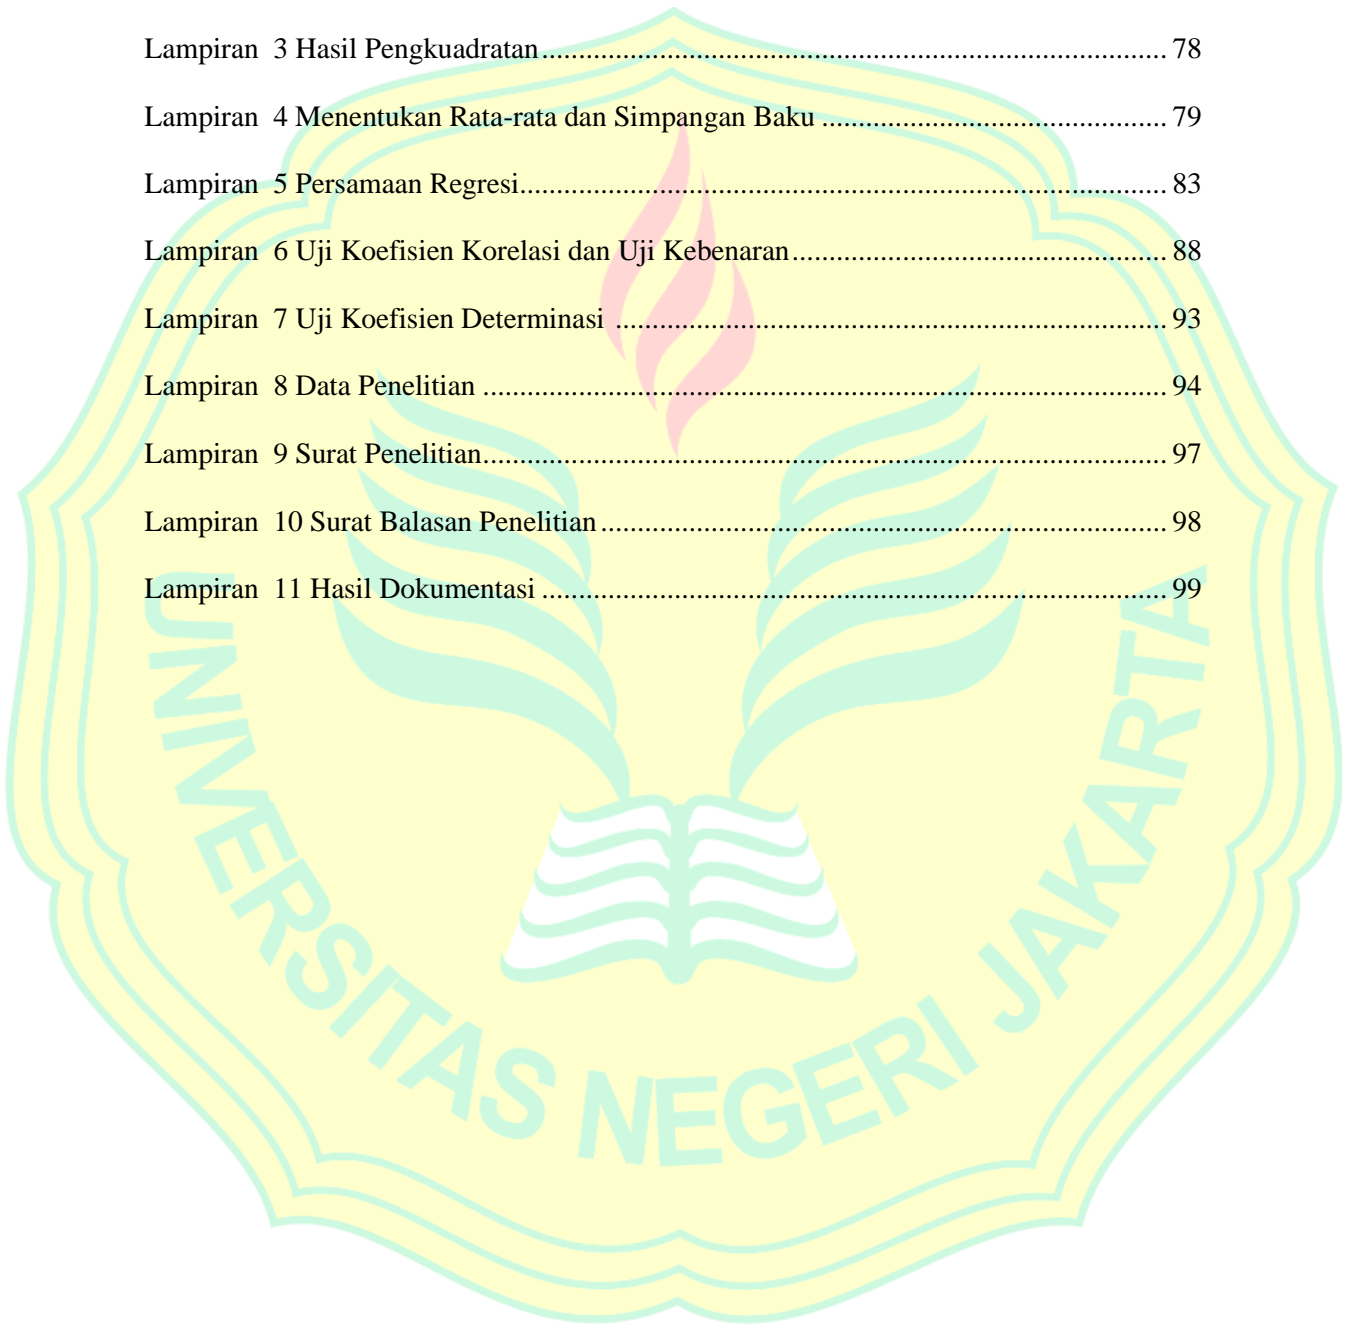 Lampiran  3 Hasil Pengkuadratan.................................................................................... 78
Lampiran  4 Menentukan Rata-rata dan Simpangan Baku .............................................. 79
Lampiran  5 Persamaan Regresi....................................................................................... 83
Lampiran  6 Uji Koefisien Korelasi dan Uji Kebenaran.................................................. 88
Lampiran  7 Uji Koefisien Determinasi .......................................................................... 93
Lampiran  8 Data Penelitian ............................................................................................ 94
Lampiran  9 Surat Penelitian............................................................................................ 97
Lampiran  10 Surat Balasan Penelitian............................................................................ 98
Lampiran  11 Hasil Dokumentasi .................................................................................... 99
UNIVERSITAS NEGERI JAKARTA